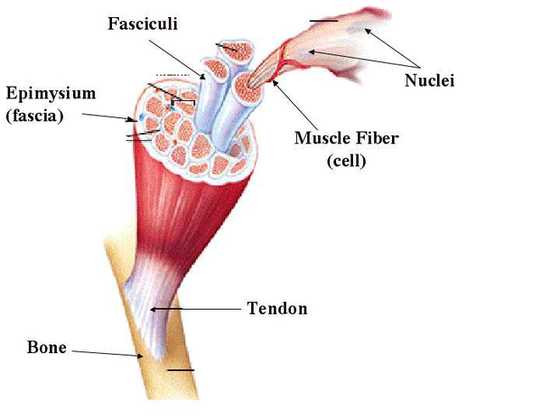 Fasciculi
Nuclei
Epimysium
(fascia)
Muscle Fiber
(cell)
Tendon
Bone